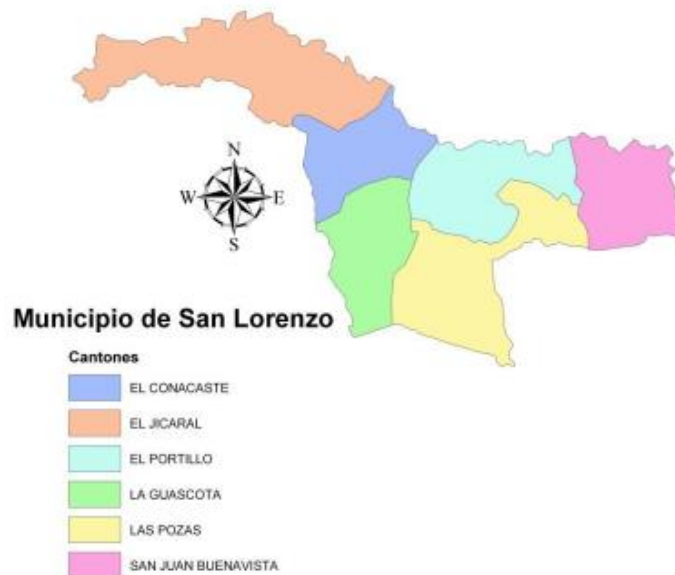 N
W E
S
Municipio de San Lorenzo
Cantones
EL CONACASTE
EL JICARAL
EL PORTILLO
LA GUASCOTA
LAS POZAS
SAN JUAN BUENAVISTA